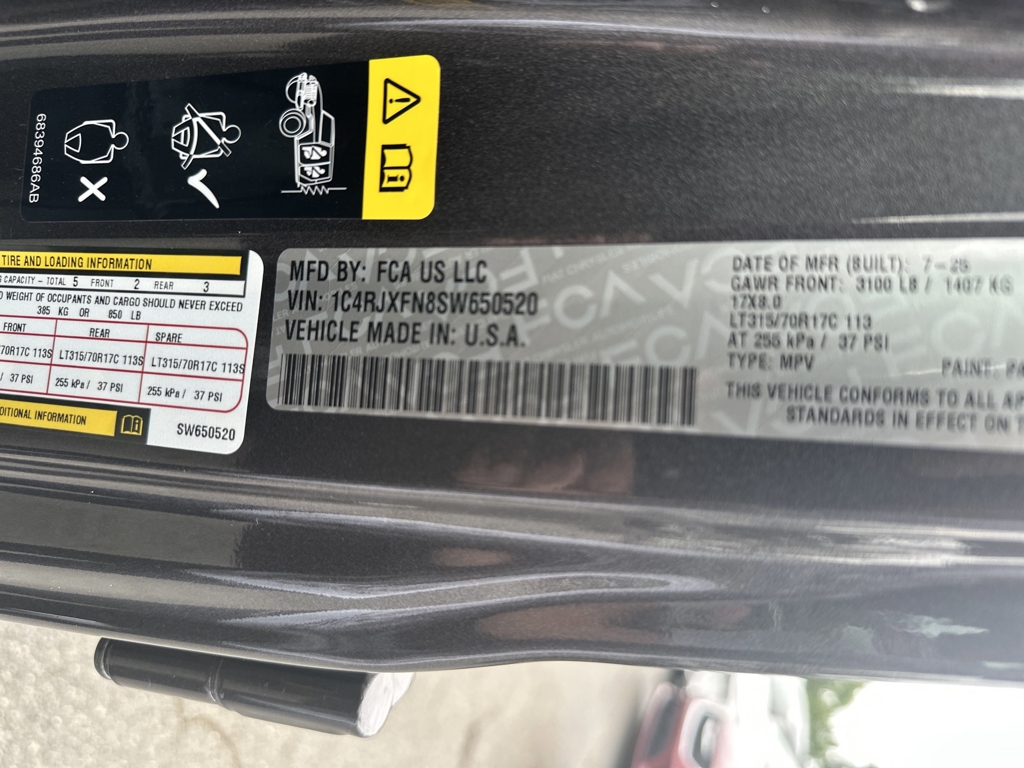 68394686AB
TIRE AND LOADING INFORMATION
CAPACITY - TOTAL 5 FRONT 2 REAR 3
WEIGHT OF OCCUPANTS AND CARGO SHOULD NEVER EXCEED
385 KG OR 850 LB
FRONT REAR SPARE
70R17C 113S LT315/70R17C 113S LT315/70R17C 113S
/ 37 PSI 255 kPa / 37 PSI 255 kPa / 37 PSI
INFORMATION
SW650520
MFD BY: FCA US LLC
VIN: 1C4RJXFN8SW650520
VEHICLE MADE IN: U.S.A.
DATE OF MFR (BUILT): 7-25
GAWR FRONT: 3100 LB / 1407 KG
17X8.0
LT315/70R17C 113
AT 255 kPa / 37 PSI
TYPE: MPV PAINT:
THIS VEHICLE CONFORMS TO ALL
STANDARDS IN EFFECT ON